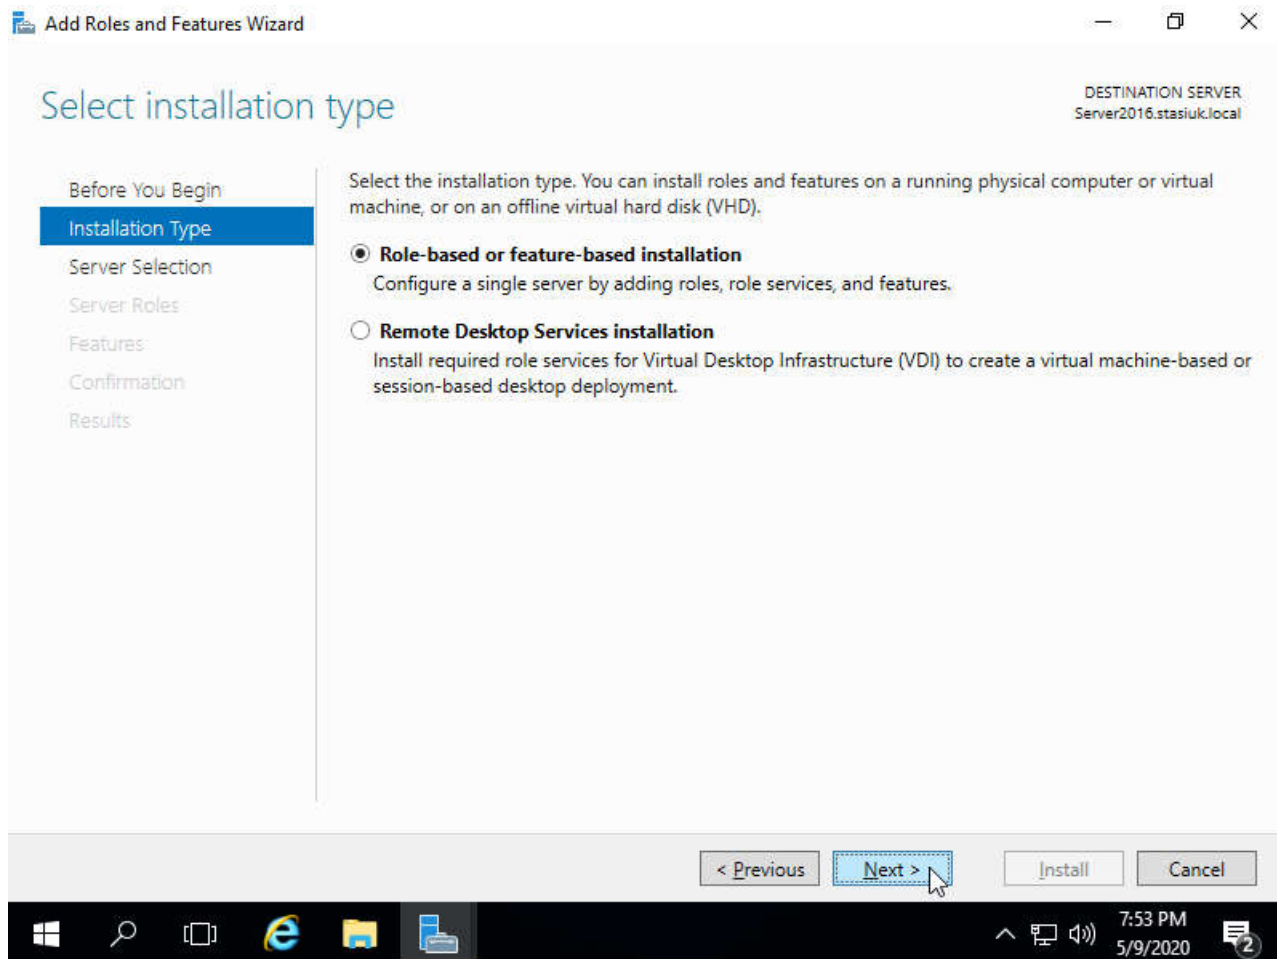 Add Roles and Features Wizard
Select installation type
DESTINATION SERVER
Server2016.stasiuk.local
Before You Begin
Installation Type
Server Selection
Server Roles
Features
Confirmation
Results
Select the installation type. You can install roles and features on a running physical computer or virtual
machine, or on an offline virtual hard disk (VHD).
Role-based or feature-based installation
Configure a single server by adding roles, role services, and features.
Remote Desktop Services installation
Install required role services for Virtual Desktop Infrastructure (VDI) to create a virtual machine-based or
session-based desktop deployment.
< Previous
Next >
Install
Cancel
7:53 PM
5/9/2020
2